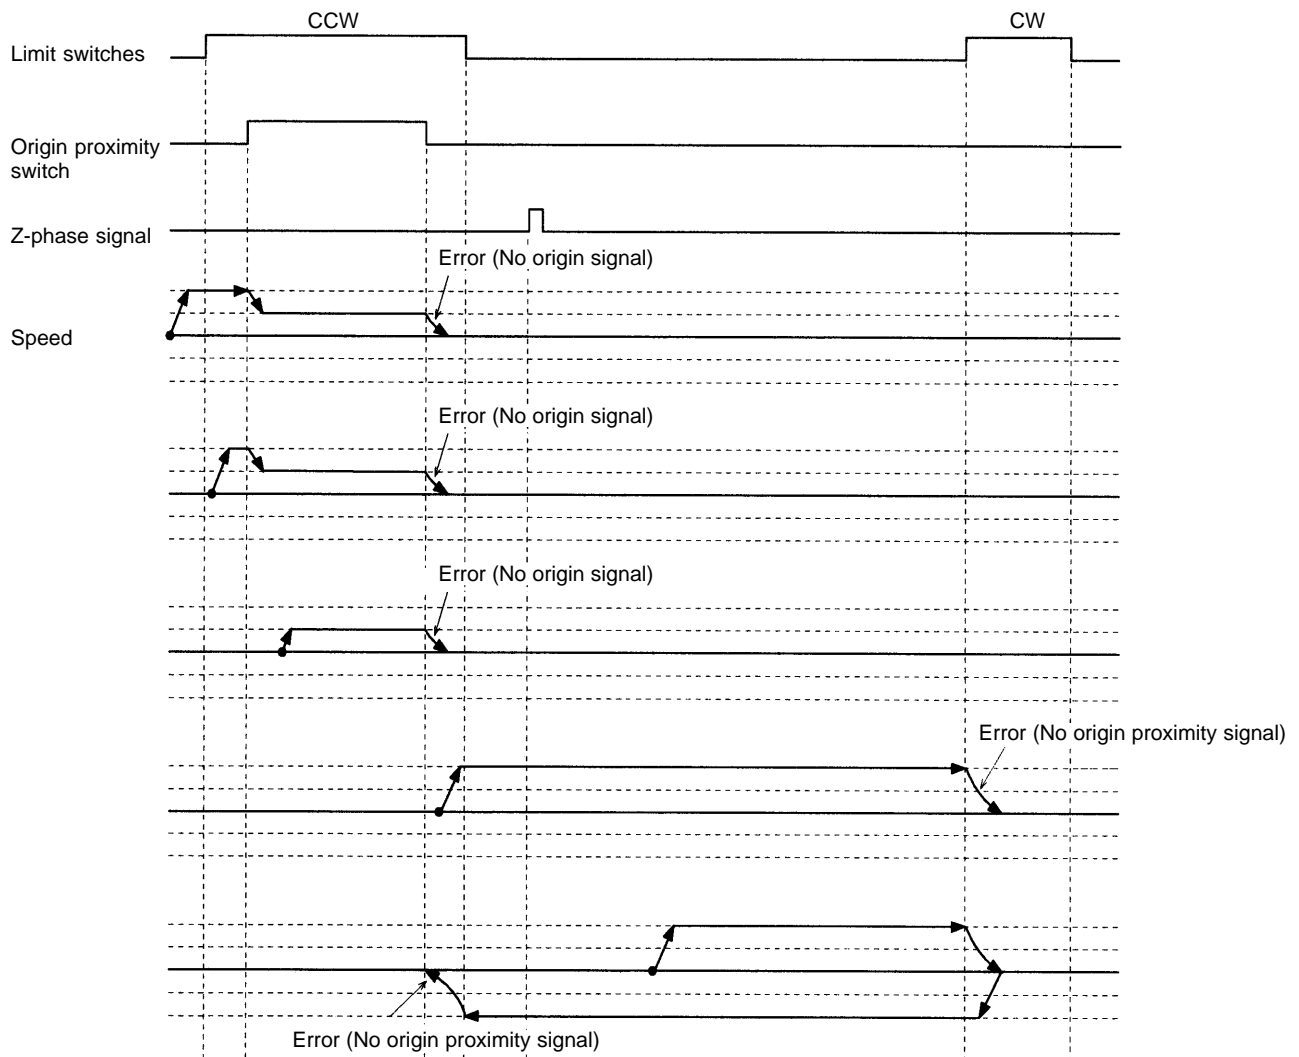 CCW
CW
Limit switches
Origin proximity
switch
Z-phase signal
Error (No origin signal)
Speed
Error (No origin signal)
Error (No origin signal)
Error (No origin proximity signal)
Error (No origin proximity signal)